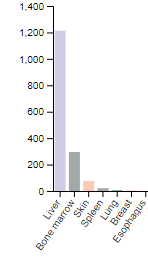 1,400
1,200
1,000
800
600
400
200
0
Liver
Bone marrow
Skin
Spleen
Lung
Breast
Esophagus